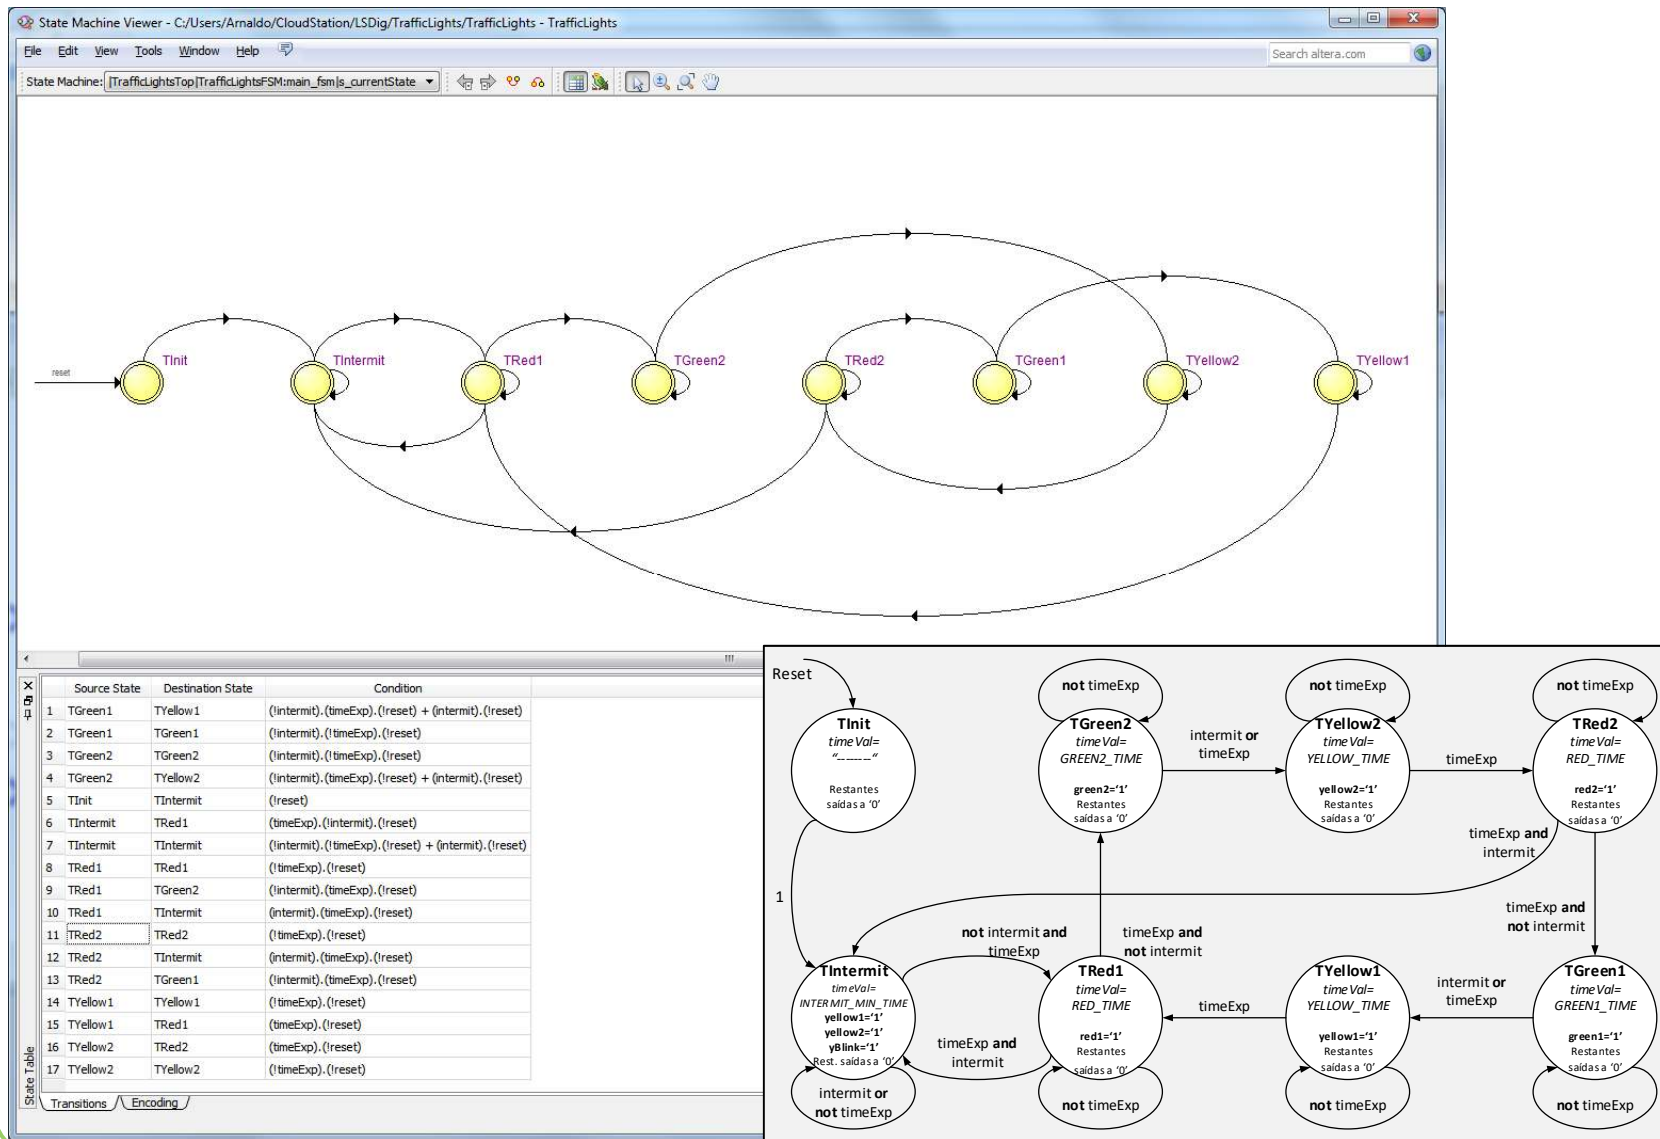 State Machine Viewer - C:/Users/Arnaldo/CloudStation/LSDig/TrafficLights/TrafficLights - TrafficLights
File Edit View Tools Window Help
Search altera.com
State Machine: |TrafficLightsTop|TrafficLightsFSM:main_fsm|s_currentState
reset
TInit
TIntermit
TRed1
TGreen2
TRed2
TGreen1
TYellow2
TYellow1
State Table
Source State Destination State Condition
1 TGreen1 TYellow1 (!intermit).(timeExp).(!reset) + (intermit).(!reset)
2 TGreen1 TGreen1 (!intermit).(!timeExp).(!reset)
3 TGreen2 TGreen2 (!intermit).(!timeExp).(!reset)
4 TGreen2 TYellow2 (!intermit).(timeExp).(!reset) + (intermit).(!reset)
5 TInit TIntermit (!reset)
6 TIntermit TRed1 (timeExp).(!intermit).(!reset)
7 TIntermit TIntermit (!intermit).(!timeExp).(!reset) + (intermit).(!reset)
8 TRed1 TRed1 (!timeExp).(!reset)
9 TRed1 TGreen2 (!intermit).(timeExp).(!reset)
10 TRed1 TIntermit (intermit).(timeExp).(!reset)
11 TRed2 TRed2 (!timeExp).(!reset)
12 TRed2 TIntermit (intermit).(timeExp).(!reset)
13 TRed2 TGreen1 (!intermit).(timeExp).(!reset)
14 TYellow1 TYellow1 (!timeExp).(!reset)
15 TYellow1 TRed1 (timeExp).(!reset)
16 TYellow2 TRed2 (timeExp).(!reset)
17 TYellow2 TYellow2 (!timeExp).(!reset)
Transitions Encoding
Reset
TInit
timeVal=
"--------"
Restantes
saídas a '0'
1
not timeExp
TGreen2
timeVal=
GREEN2_TIME
green2='1'
Restantes
saídas a '0'
intermit or
timeExp
not timeExp
TYellow2
timeVal=
YELLOW_TIME
yellow2='1'
Restantes
saídas a '0'
timeExp
not timeExp
TRed2
timeVal=
RED_TIME
red2='1'
Restantes
saídas a '0'
timeExp and
intermit
timeExp and
not intermit
not intermit and
timeExp
timeExp and
not intermit
TIntermit
timeVal=
INTERMIT_MIN_TIME
yellow1='1'
yellow2='1'
yBlink='1'
Rest. saídas a '0'
intermit or
not timeExp
timeExp and
intermit
TRed1
timeVal=
RED_TIME
red1='1'
Restantes
saídas a '0'
not timeExp
timeExp
TYellow1
timeVal=
YELLOW_TIME
yellow1='1'
Restantes
saídas a '0'
not timeExp
intermit or
timeExp
TGreen1
timeVal=
GREEN1_TIME
green1='1'
Restantes
saídas a '0'
not timeExp